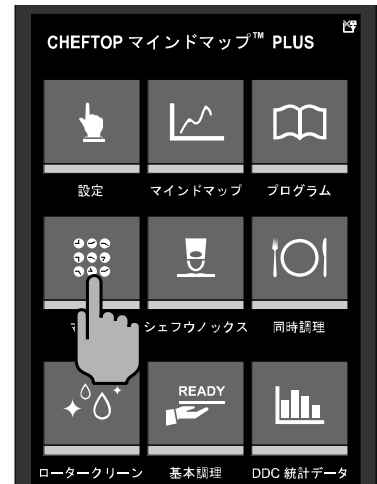 CHEFTOP マインドマップ™ PLUS
設定 マインドマップ プログラム
シェフウノックス 同時調理
READY
ロータークリーン 基本調理 DDC 統計データ